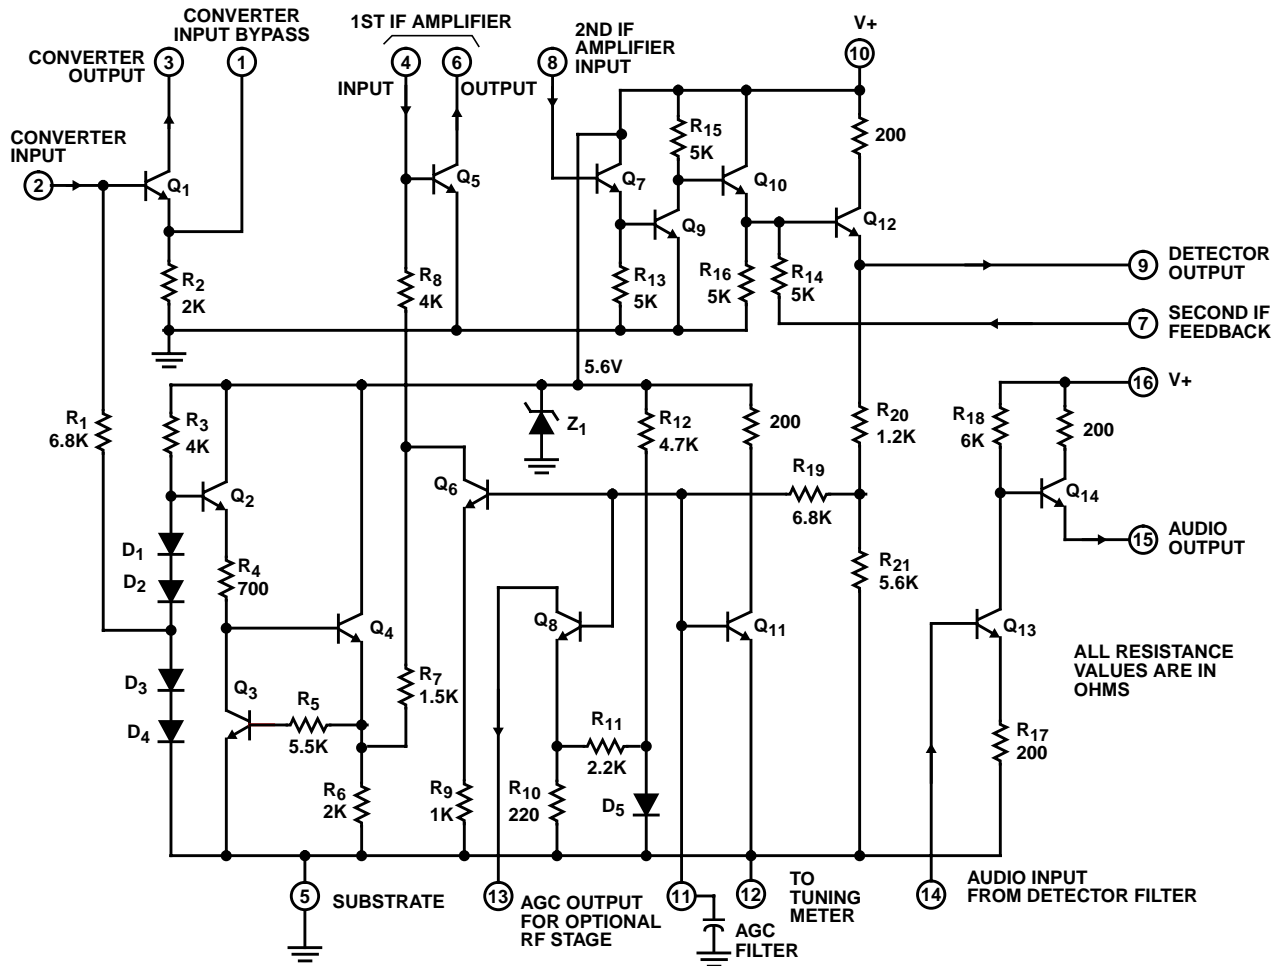 CONVERTER
OUTPUT
3
CONVERTER
INPUT BYPASS
1
1ST IF AMPLIFIER
4
6
INPUT
OUTPUT
2ND IF
AMPLIFIER
INPUT
8
V+
10
CONVERTER
INPUT
2
Q1
R2
2K
Q5
R8
4K
Q7
R15
5K
Q9
Q10
200
Q12
R13
5K
R16
5K
R14
5K
9
DETECTOR
OUTPUT
7
SECOND IF
FEEDBACK
5.6V
R1
6.8K
R3
4K
Q2
D1
D2
R4
700
D3
D4
Q3
R5
5.5K
Q4
R6
2K
R7
1.5K
Q6
R9
1K
Z1
R12
4.7K
200
R19
6.8K
R20
1.2K
R21
5.6K
Q8
Q11
R11
2.2K
R10
220
D5
R18
6K
200
16
V+
Q14
15
AUDIO
OUTPUT
Q13
R17
200
ALL RESISTANCE
VALUES ARE IN
OHMS
5
SUBSTRATE
13
AGC OUTPUT
FOR OPTIONAL
RF STAGE
11
AGC
FILTER
12
TO
TUNING
METER
14
AUDIO INPUT
FROM DETECTOR FILTER